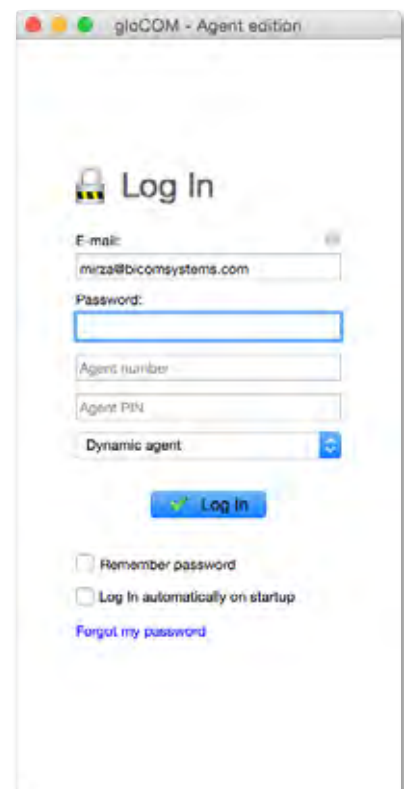 gloCOM - Agent edition
Log In
E-mail:
mirza@bicomsystems.com
Password:
Agent number
Agent PIN
Dynamic agent
Log In
Remember password
Log In automatically on startup
Forgot my password